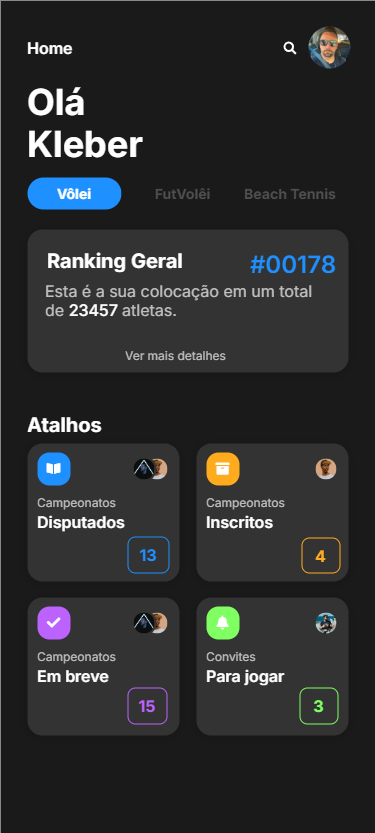 Home
Olá
Kleber
Vôlei
FutVolêi
Beach Tennis
Ranking Geral
#00178
Esta é a sua colocação em um total
de 23457 atletas.
Ver mais detalhes
Atalhos
Campeonatos
Disputados
13
Campeonatos
Inscritos
4
Campeonatos
Em breve
15
Convites
Para jogar
3